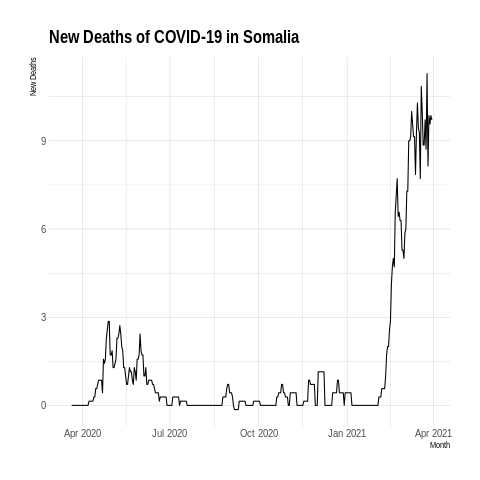 New Deaths of COVID-19 in Somalia
New Deaths
9
6
3
0
Apr 2020 Jul 2020 Oct 2020 Jan 2021 Apr 2021
Month